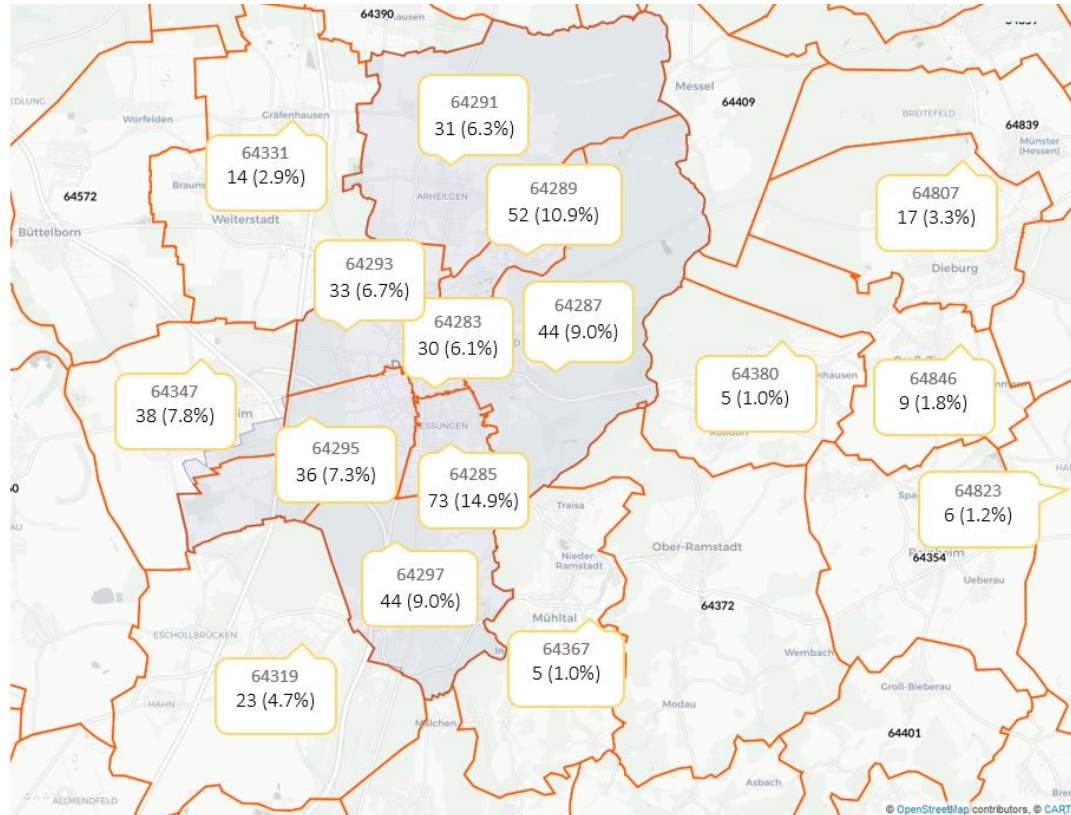 64390
Messel
64409
BREITEFELD
64839
Münster
(Hessen)
Worfelden
Gräfenhausen
64291
31 (6.3%)
64331
14 (2.9%)
ARHEILGEN
64289
52 (10.9%)
64807
17 (3.3%)
64572
Büttelborn
Weiterstadt
Dieburg
64293
33 (6.7%)
64283
30 (6.1%)
64287
44 (9.0%)
64347
38 (7.8%)
64380
5 (1.0%)
64846
9 (1.8%)
64295
36 (7.3%)
64285
73 (14.9%)
64823
6 (1.2%)
Traisa
Ober-Ramstadt
Nieder-
Ramstadt
64354
Ueberau
64297
44 (9.0%)
Mühltal
64372
ESCHOLLBRÜCKEN
64367
5 (1.0%)
Wembach
64319
23 (4.7%)
HAHN
Modau
Groß-Bieberau
Malchen
64401
Asbach
ALLMENDFELD
© OpenStreetMap contributors, © CART